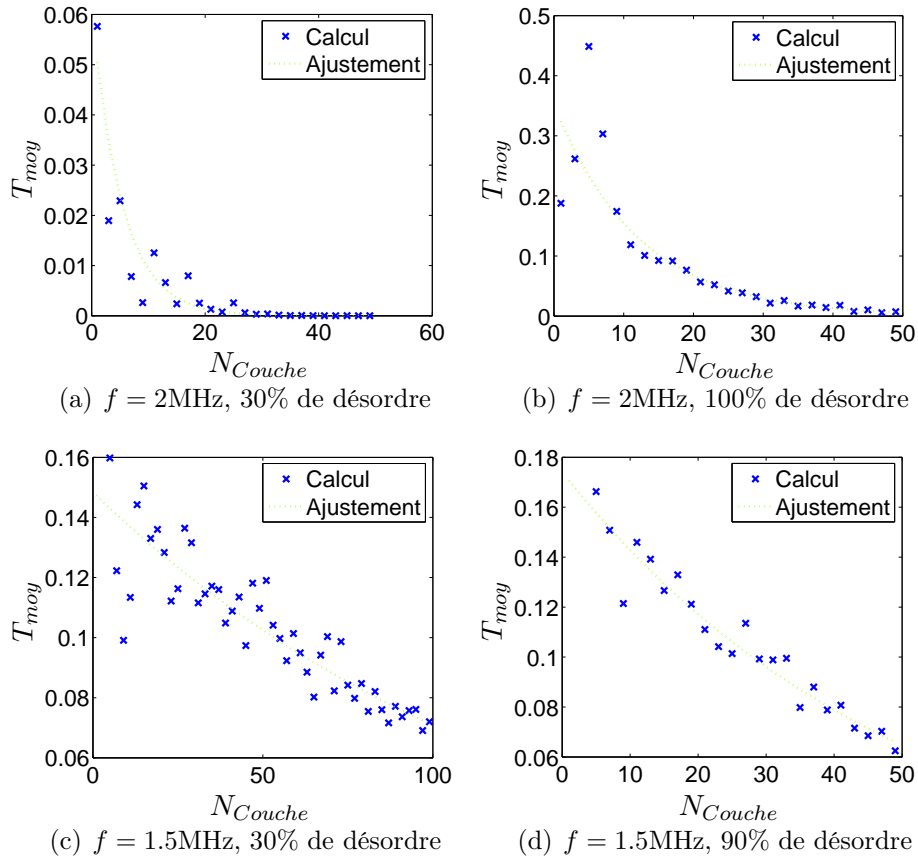 0.06
0.05
0.04
0.03
0.02
0.01
0
T_moy
Calcul
Ajustement
0 20 40 60
N_Couche
(a) f = 2MHz, 30% de désordre
0.5
0.4
0.3
0.2
0.1
0
T_moy
Calcul
Ajustement
0 10 20 30 40 50
N_Couche
(b) f = 2MHz, 100% de désordre
0.16
0.14
0.12
0.1
0.08
0.06
T_moy
Calcul
Ajustement
0 50 100
N_Couche
(c) f = 1.5MHz, 30% de désordre
0.18
0.16
0.14
0.12
0.1
0.08
0.06
T_moy
Calcul
Ajustement
0 10 20 30 40 50
N_Couche
(d) f = 1.5MHz, 90% de désordre